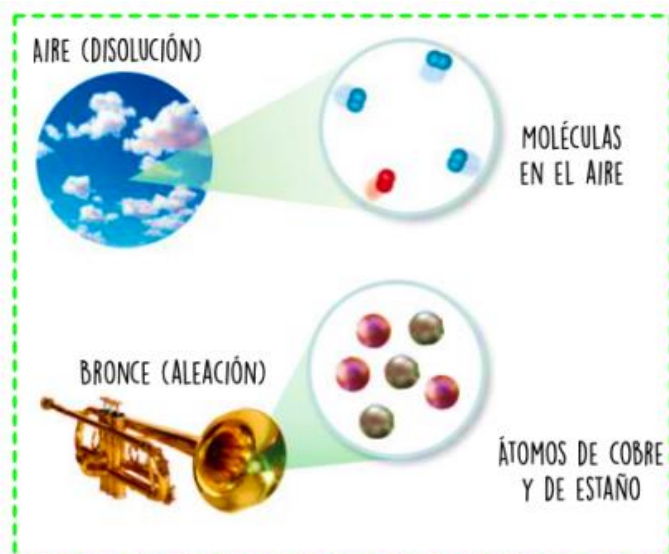 AIRE (DISOLUCIÓN)
MOLÉCULAS
EN EL AIRE
BRONCE (ALEACIÓN)
ÁTOMOS DE COBRE
Y DE ESTAÑO